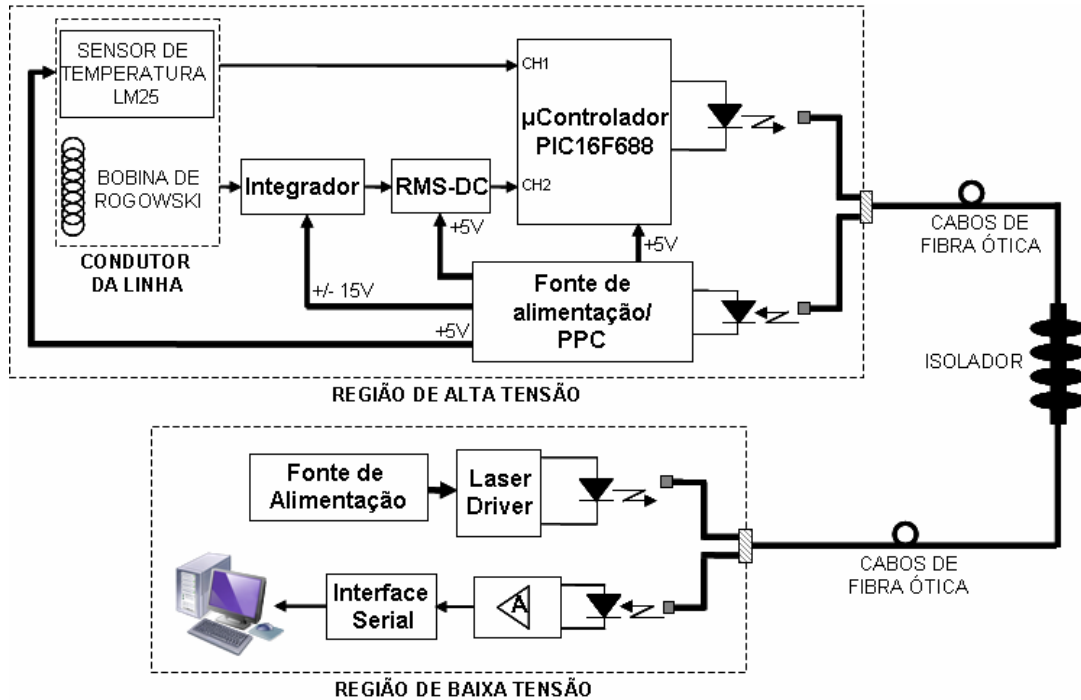 SENSOR DE
TEMPERATURA
LM25
BOBINA DE
ROGOWSKI
CONDUTOR
DA LINHA
Integrador
RMS-DC
CH1
µControlador
PIC16F688
CH2
+5V
+5V
+/- 15V
+5V
Fonte de
alimentação/
PPC
REGIÃO DE ALTA TENSÃO
CABOS DE
FIBRA ÓTICA
ISOLADOR
Fonte de
Alimentação
Laser
Driver
Interface
Serial
A
CABOS DE
FIBRA ÓTICA
REGIÃO DE BAIXA TENSÃO